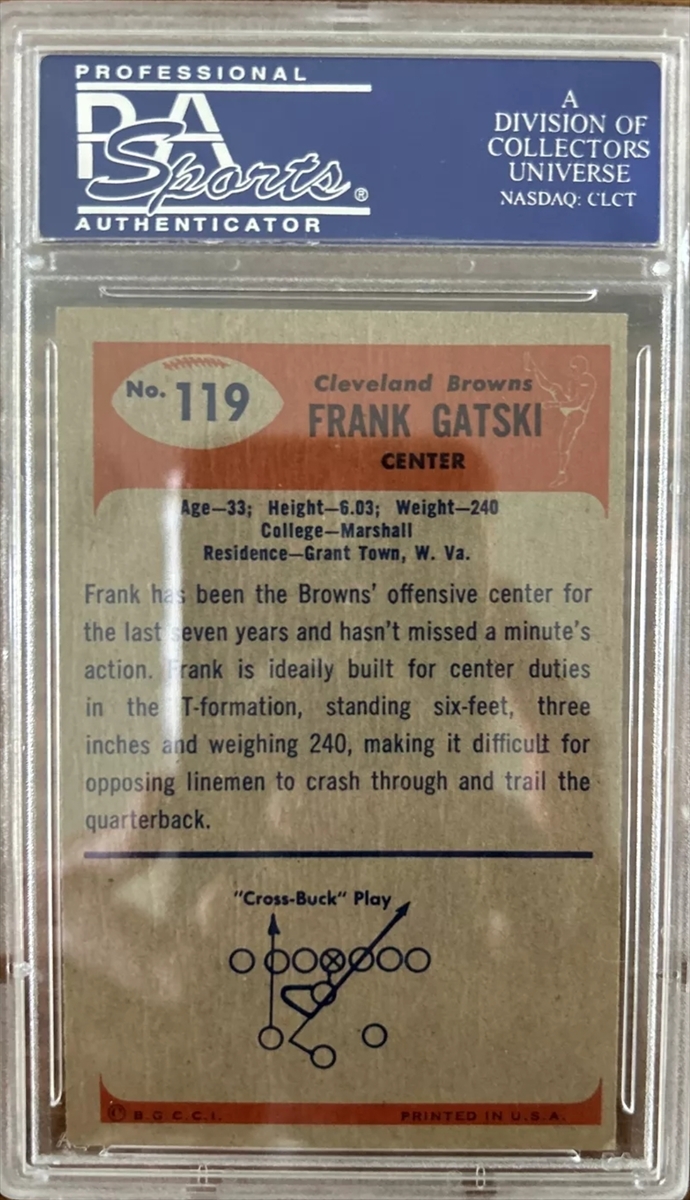 PROFESSIONAL
PSA
Sports®
AUTHENTICATOR
A
DIVISION OF
COLLECTORS
UNIVERSE
NASDAQ: CLCT
No. 119
Cleveland Browns
FRANK GATSKI
CENTER
Age—33; Height—6.03; Weight—240
College—Marshall
Residence—Grant Town, W. Va.
Frank has been the Browns' offensive center for
the last seven years and hasn't missed a minute's
action. Frank is ideally built for center duties
in the T-formation, standing six-feet, three
inches and weighing 240, making it difficult for
opposing linemen to crash through and trail the
quarterback.
"Cross-Buck" Play
© B.G.C.C.I.
PRINTED IN U.S.A.